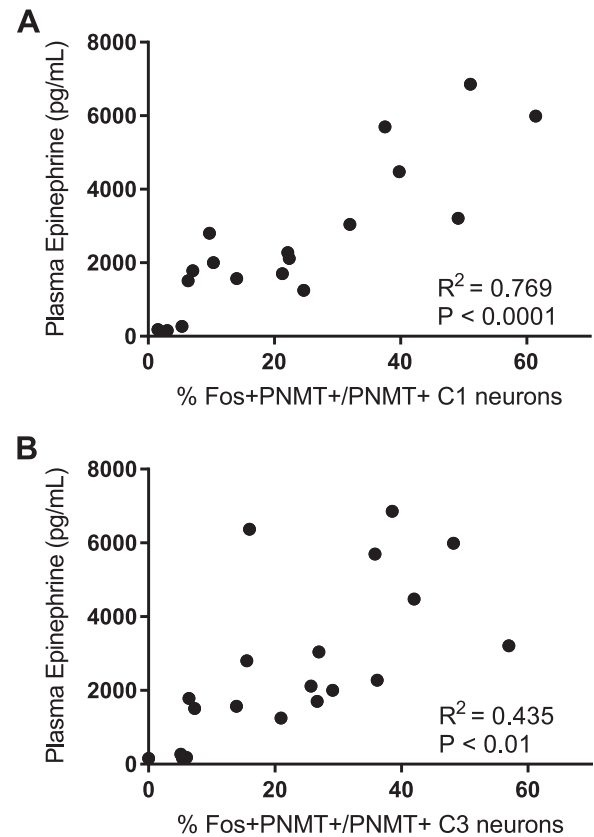 A
Plasma Epinephrine (pg/mL)
8000
6000
4000
2000
0
0 20 40 60
R² = 0.769
P < 0.0001
% Fos+PNMT+/PNMT+ C1 neurons
B
Plasma Epinephrine (pg/mL)
8000
6000
4000
2000
0
0 20 40 60
R² = 0.435
P < 0.01
% Fos+PNMT+/PNMT+ C3 neurons